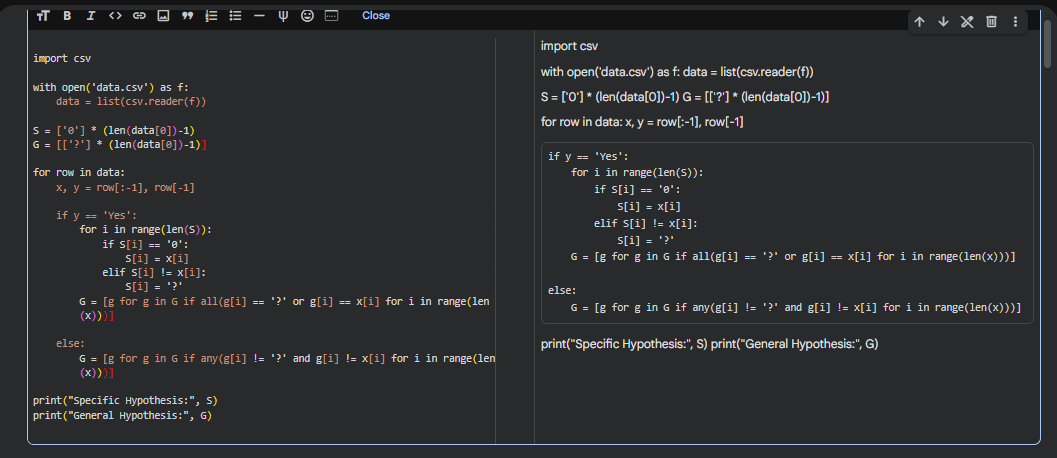 Close
import csv
with open('data.csv') as f:
    data = list(csv.reader(f))
S = ['0'] * (len(data[0])-1)
G = [['?'] * (len(data[0])-1)]
for row in data:
    x, y = row[:-1], row[-1]
    if y == 'Yes':
        for i in range(len(S)):
            if S[i] == '0':
                S[i] = x[i]
            elif S[i] != x[i]:
                S[i] = '?'
        G = [g for g in G if all(g[i] == '?' or g[i] == x[i] for i in range(len
        (x)))]
    else:
        G = [g for g in G if any(g[i] != '?' and g[i] != x[i] for i in range(len
        (x)))]
print("Specific Hypothesis:", S)
print("General Hypothesis:", G)
import csv
with open('data.csv') as f: data = list(csv.reader(f))
S = ['0'] * (len(data[0])-1) G = [['?'] * (len(data[0])-1)]
for row in data: x, y = row[:-1], row[-1]
if y == 'Yes':
    for i in range(len(S)):
        if S[i] == '0':
            S[i] = x[i]
        elif S[i] != x[i]:
            S[i] = '?'
    G = [g for g in G if all(g[i] == '?' or g[i] == x[i] for i in range(len(x)))]
else:
    G = [g for g in G if any(g[i] != '?' and g[i] != x[i] for i in range(len(x)))]
print("Specific Hypothesis:", S) print("General Hypothesis:", G)